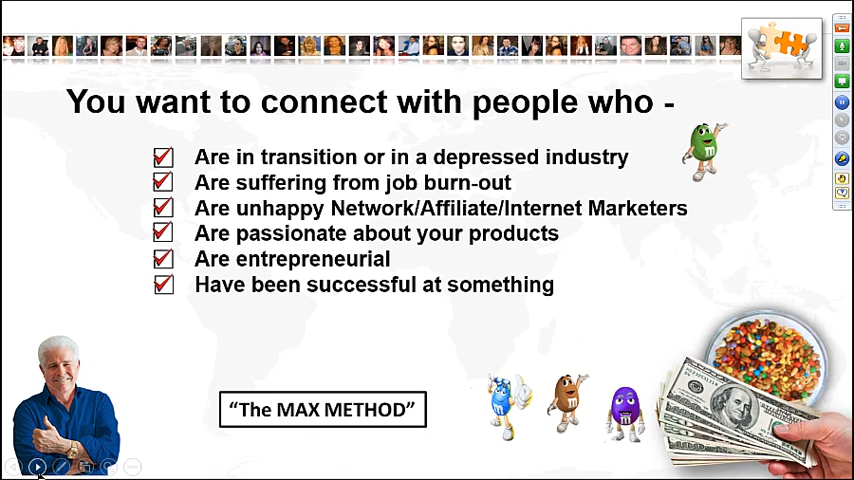 You want to connect with people who -
Are in transition or in a depressed industry
Are suffering from job burn-out
Are unhappy Network/Affiliate/Internet Marketers
Are passionate about your products
Are entrepreneurial
Have been successful at something
“The MAX METHOD”